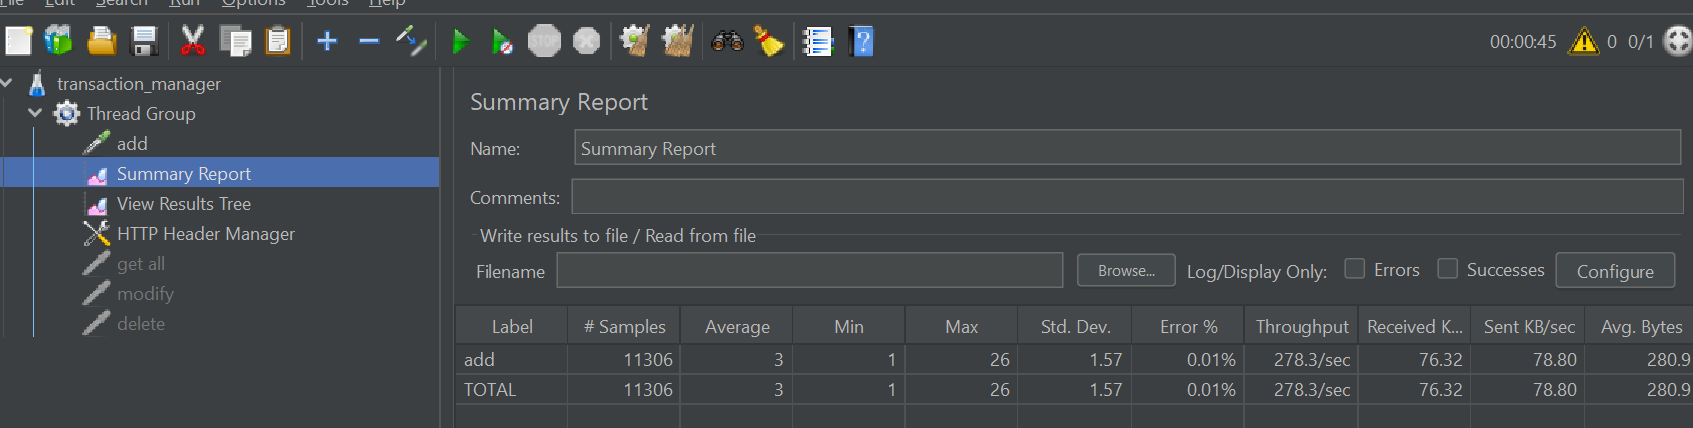 File Edit Search Run Options Tools Help
STOP
00:00:45 0 0/1
transaction_manager
Thread Group
add
Summary Report
View Results Tree
HTTP Header Manager
get all
modify
delete
Summary Report
Name: Summary Report
Comments:
Write results to file / Read from file
Filename Browse... Log/Display Only: Errors Successes Configure
Label # Samples Average Min Max Std. Dev. Error % Throughput Received K... Sent KB/sec Avg. Bytes
add 11306 3 1 26 1.57 0.01% 278.3/sec 76.32 78.80 280.9
TOTAL 11306 3 1 26 1.57 0.01% 278.3/sec 76.32 78.80 280.9